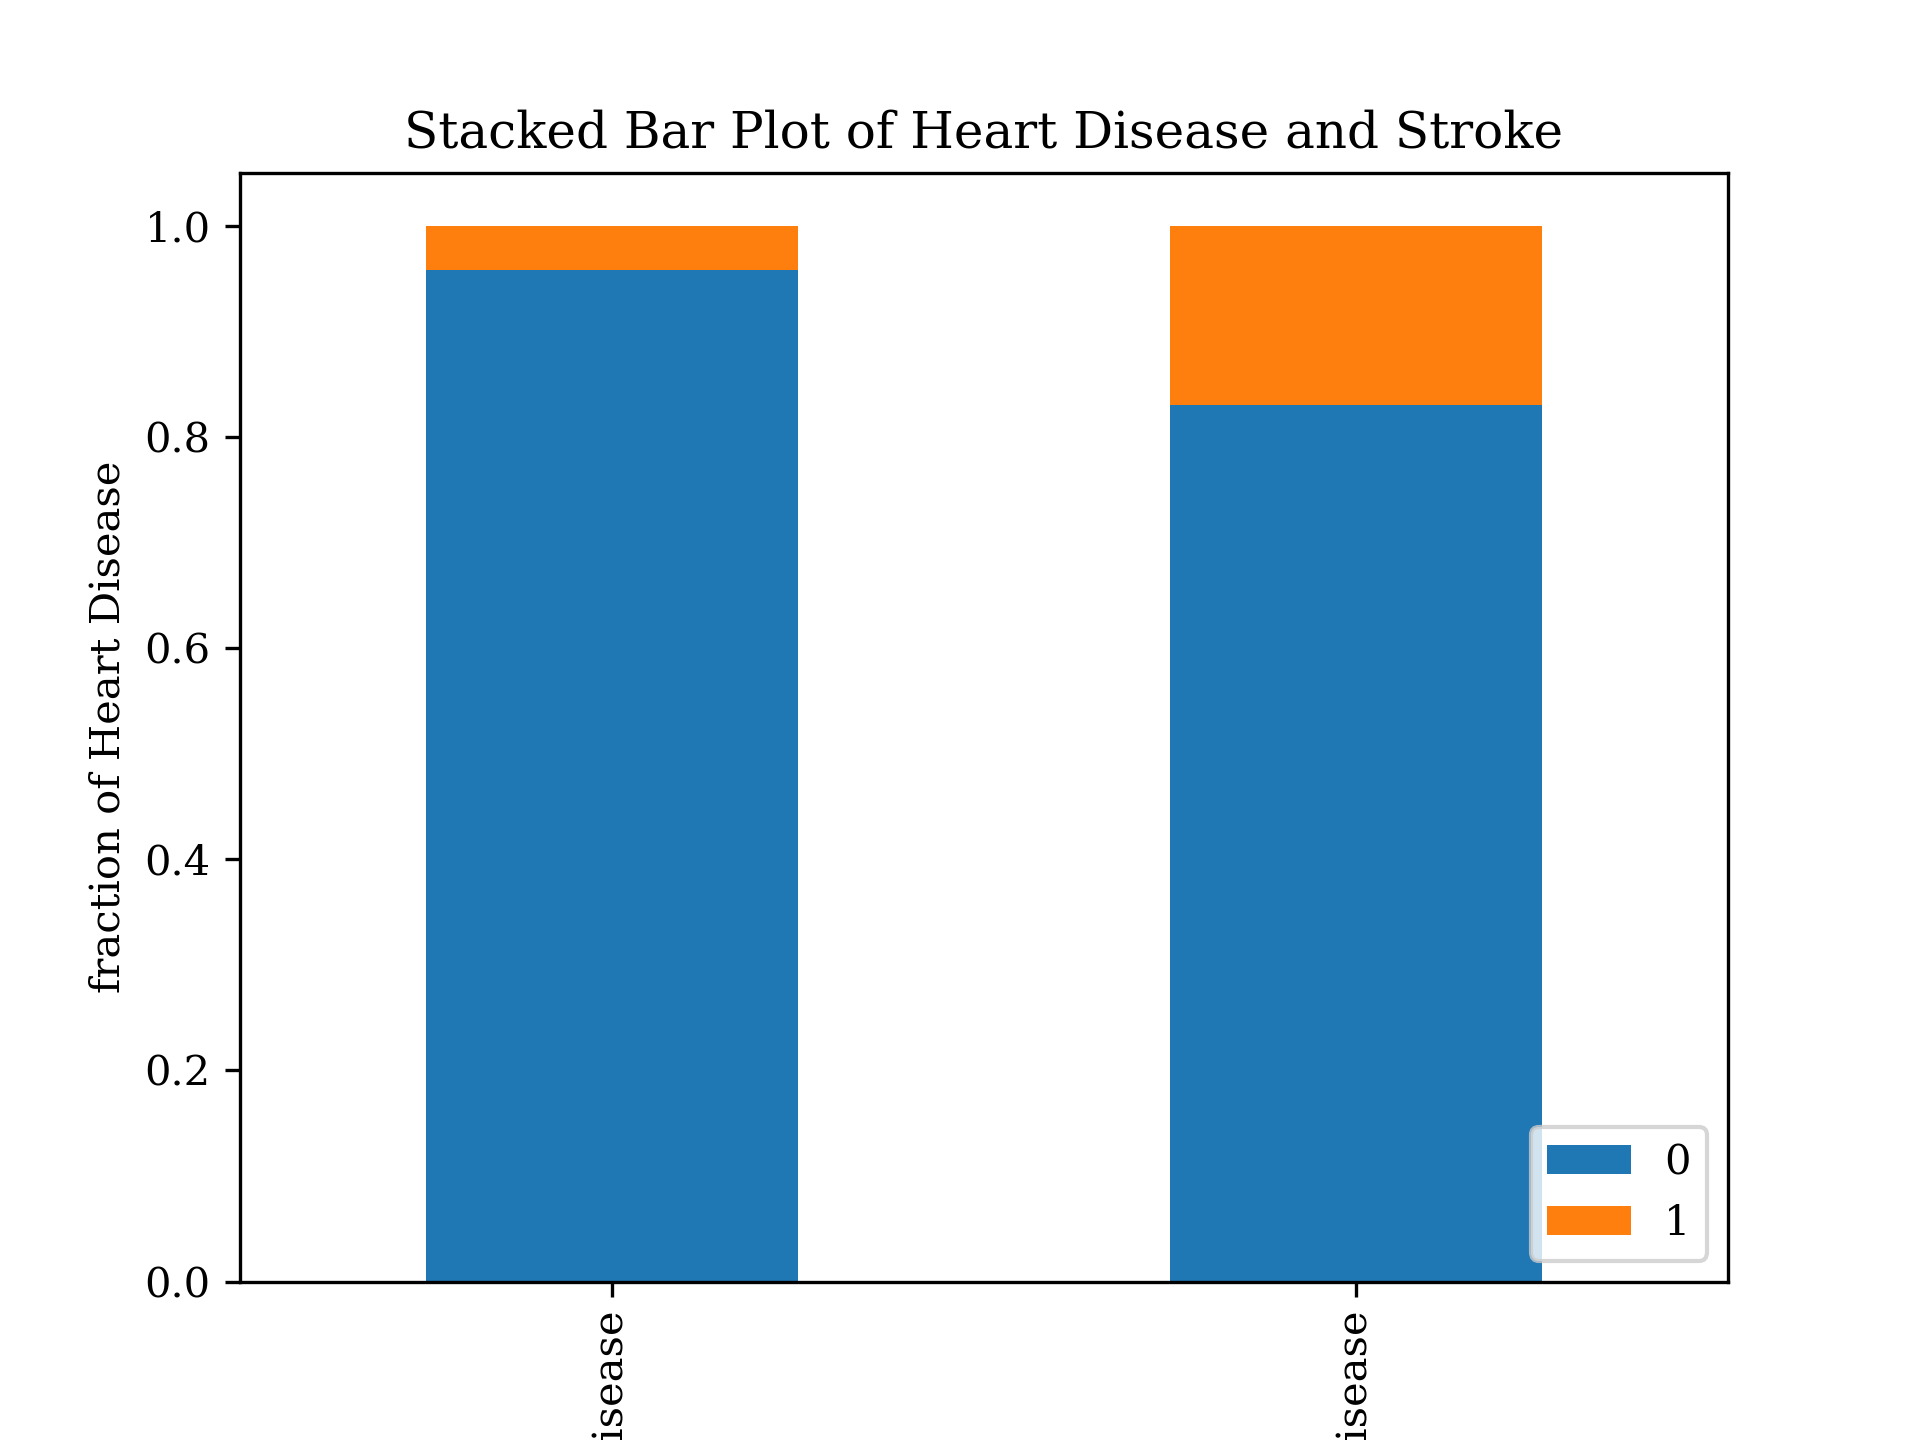 Stacked Bar Plot of Heart Disease and Stroke
fraction of Heart Disease
1.0
0.8
0.6
0.4
0.2
0.0
0
1
isease
isease